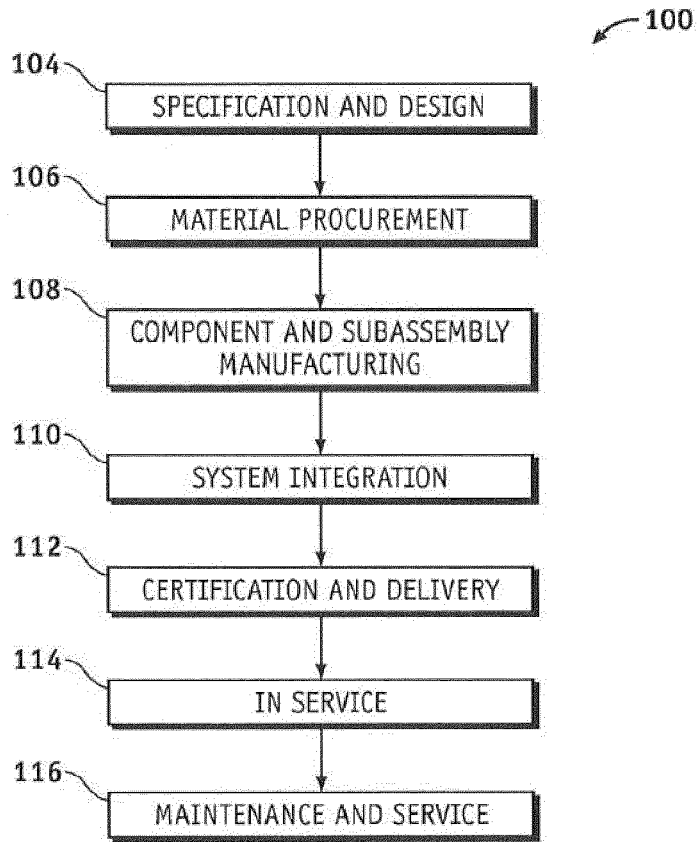 100
104
SPECIFICATION AND DESIGN
106
MATERIAL PROCUREMENT
108
COMPONENT AND SUBASSEMBLY
MANUFACTURING
110
SYSTEM INTEGRATION
112
CERTIFICATION AND DELIVERY
114
IN SERVICE
116
MAINTENANCE AND SERVICE